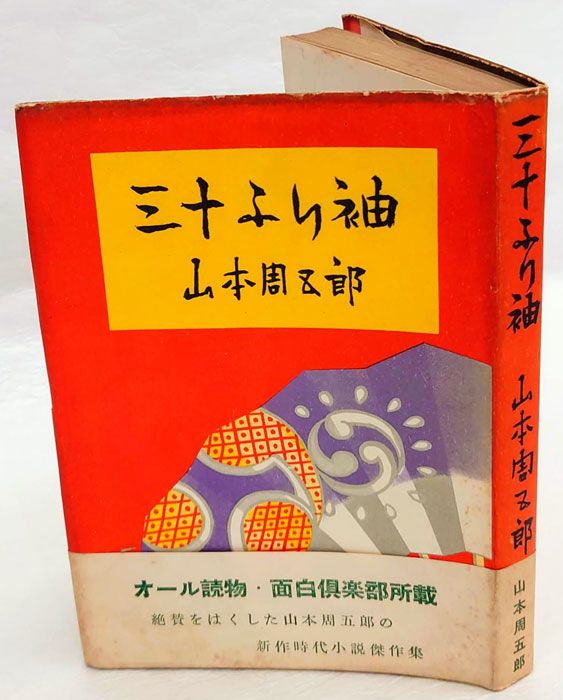 三十ふり袖
山本周五郎
オール読物・面白倶楽部所載
絶賛をはくした山本周五郎の
新作時代小説傑作集
三十ふり袖 山本周五郎
山本周五郎